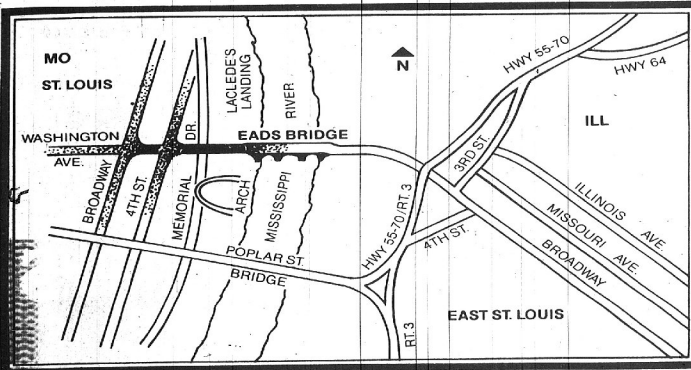 MO
ST. LOUIS
WASHINGTON
AVE.
BROADWAY
4TH ST.
MEMORIAL
DR.
LACLEDE'S
LANDING
RIVER
EADS BRIDGE
ARCH
MISSISSIPPI
POPLAR ST.
BRIDGE
N
HWY 55-70
HWY 64
ILL
3RD ST.
HWY 55-70/RT. 3
4TH ST.
ILLINOIS AVE.
MISSOURI AVE.
BROADWAY
EAST ST. LOUIS
RT. 3